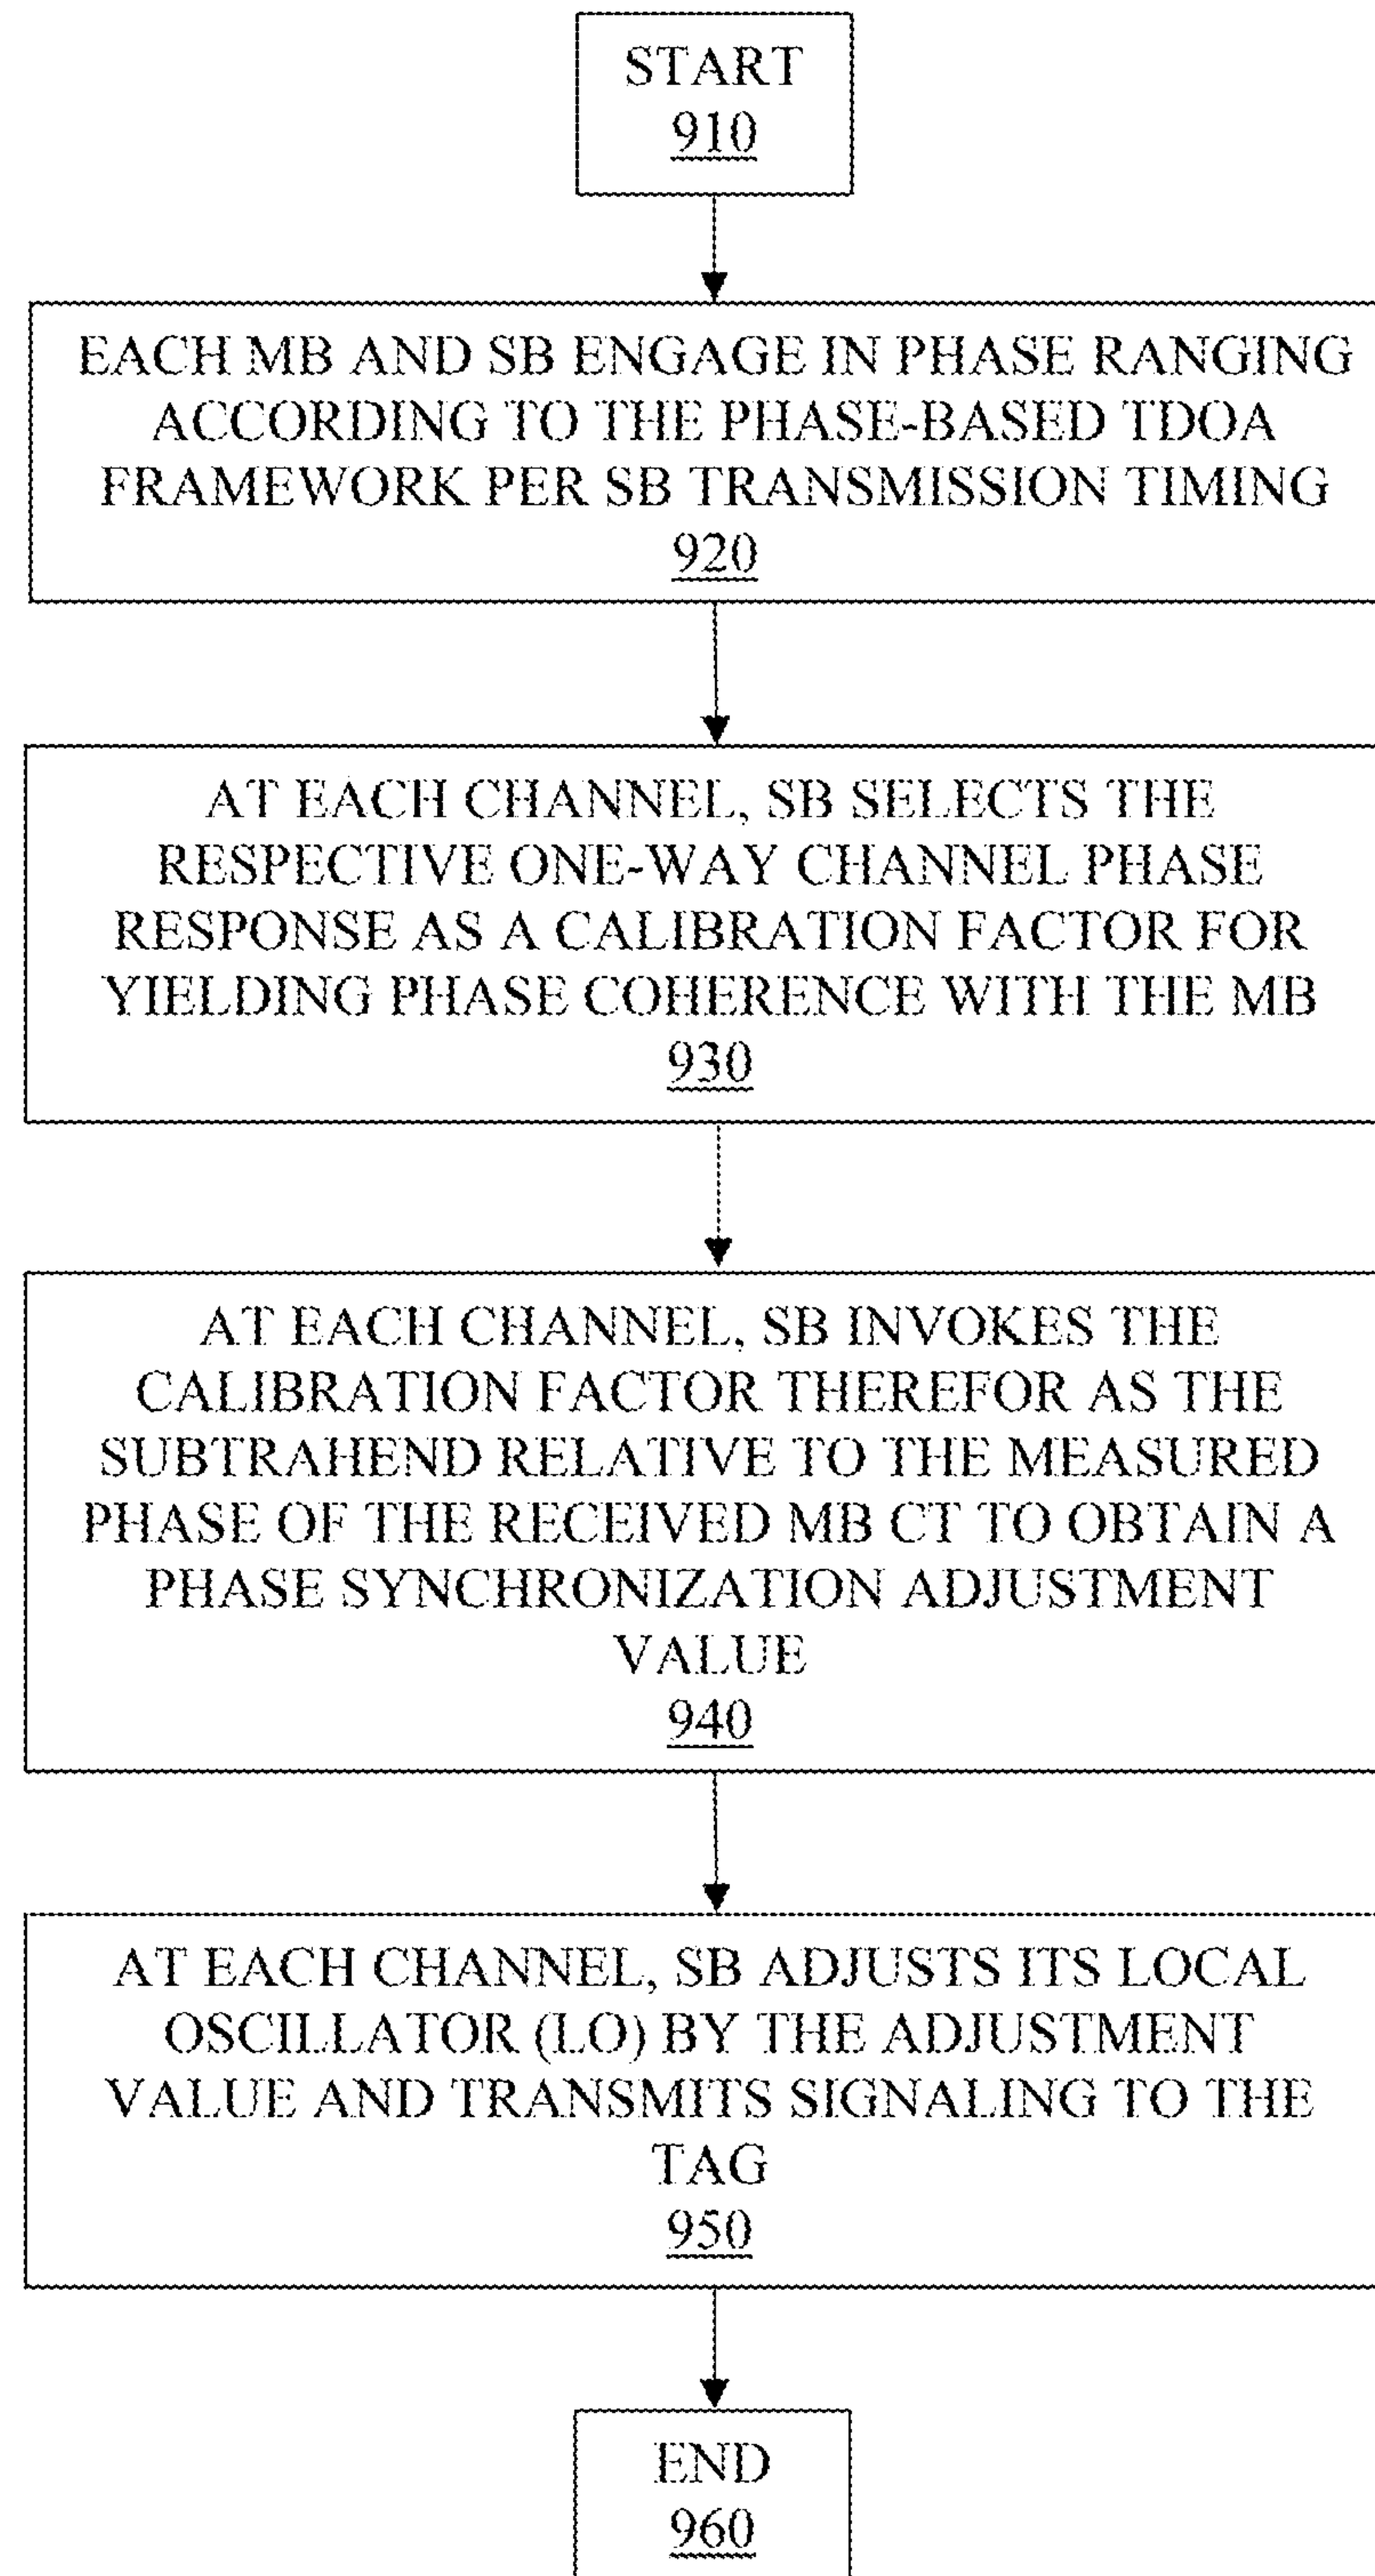 START
910
EACH MB AND SB ENGAGE IN PHASE RANGING
ACCORDING TO THE PHASE-BASED TDOA
FRAMEWORK PER SB TRANSMISSION TIMING
920
AT EACH CHANNEL, SB SELECTS THE
RESPECTIVE ONE-WAY CHANNEL PHASE
RESPONSE AS A CALIBRATION FACTOR FOR
YIELDING PHASE COHERENCE WITH THE MB
930
AT EACH CHANNEL, SB INVOKES THE
CALIBRATION FACTOR THEREFOR AS THE
SUBTRAHEND RELATIVE TO THE MEASURED
PHASE OF THE RECEIVED MB CT TO OBTAIN A
PHASE SYNCHRONIZATION ADJUSTMENT
VALUE
940
AT EACH CHANNEL, SB ADJUSTS ITS LOCAL
OSCILLATOR (LO) BY THE ADJUSTMENT
VALUE AND TRANSMITS SIGNALING TO THE
TAG
950
END
960